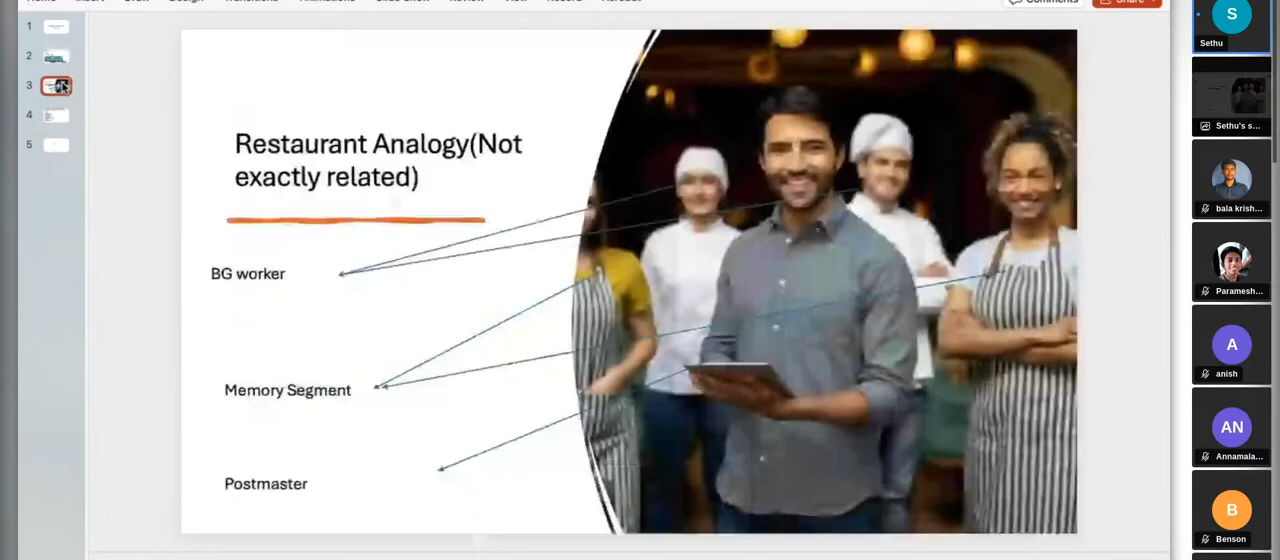 Share
1
2
3
4
5
Restaurant Analogy(Not
exactly related)
BG worker
Memory Segment
Postmaster
S
Sethu
Sethu's s...
bala krish...
Paramesh...
A
anish
AN
Annamala...
B
Benson